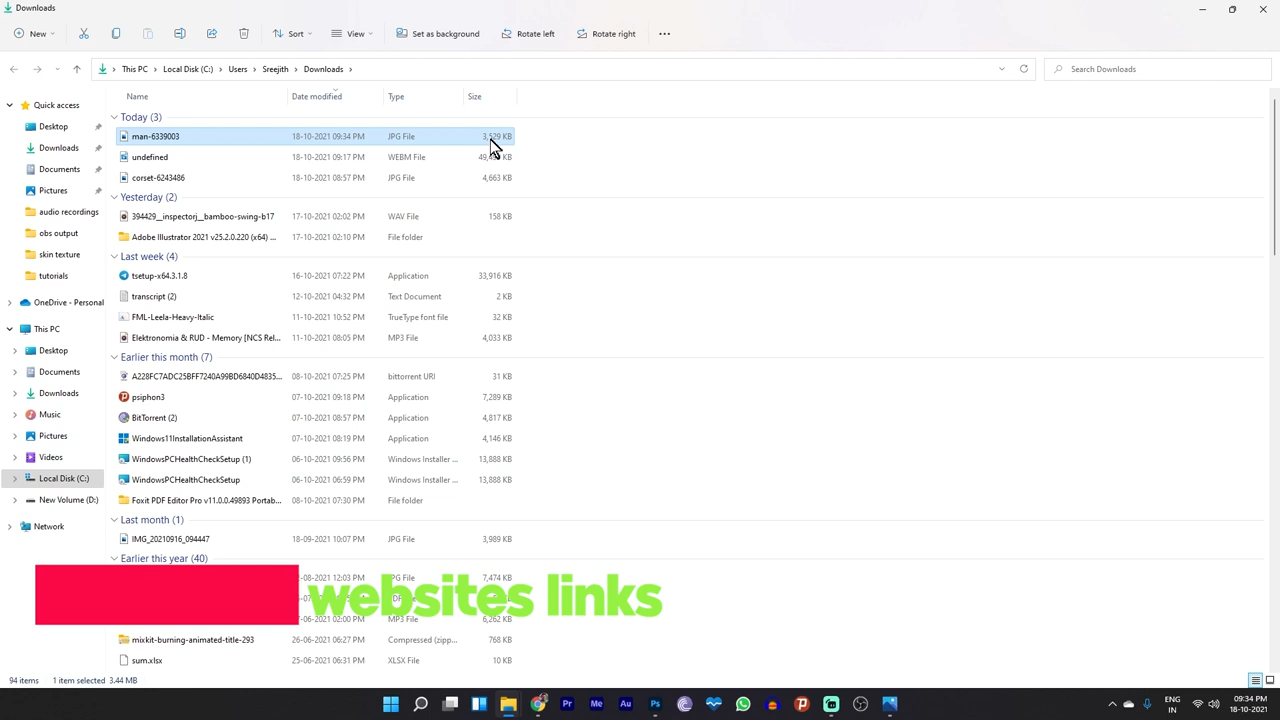 Downloads
New
Sort
View
Set as background
Rotate left
Rotate right
This PC > Local Disk (C:) > Users > Sreejith > Downloads >
Search Downloads
Name Date modified Type Size
Quick access
Desktop
Downloads
Documents
Pictures
audio recordings
obs output
skin texture
tutorials
OneDrive - Personal
This PC
Desktop
Documents
Downloads
Music
Pictures
Videos
Local Disk (C:)
New Volume (D:)
Network
Today (3)
man-6339003 18-10-2021 09:34 PM JPG File 3,529 KB
undefined 18-10-2021 09:17 PM WEBM File KB
corset-6243486 18-10-2021 08:57 PM JPG File 4,663 KB
Yesterday (2)
394429__inspectorj__bamboo-swing-b17 17-10-2021 02:02 PM WAV File 158 KB
Adobe Illustrator 2021 v25.2.0.220 (x64) ... 17-10-2021 02:10 PM File folder
Last week (4)
tsetup-x64.3.1.8 16-10-2021 07:22 PM Application 33,916 KB
transcript (2) 12-10-2021 04:32 PM Text Document 2 KB
FML-Leela-Heavy-Italic 11-10-2021 10:52 PM TrueType font file 32 KB
Elektronomia & RUD - Memory [NCS Rel... 11-10-2021 08:05 PM MP3 File 4,033 KB
Earlier this month (7)
A228FC7ADC25BFF7240A99BD6840D4835... 08-10-2021 07:25 PM bittorrent URI 31 KB
psiphon3 07-10-2021 09:18 PM Application 7,289 KB
BitTorrent (2) 07-10-2021 08:57 PM Application 4,817 KB
Windows11InstallationAssistant 07-10-2021 08:19 PM Application 4,146 KB
WindowsPCHealthCheckSetup (1) 06-10-2021 09:56 PM Windows Installer ... 13,888 KB
WindowsPCHealthCheckSetup 06-10-2021 06:59 PM Windows Installer ... 13,888 KB
Foxit PDF Editor Pro v11.0.0.49893 Portab... 08-10-2021 07:30 PM File folder
Last month (1)
IMG_20210916_094447 18-09-2021 10:07 PM JPG File 3,989 KB
Earlier this year (40)
12:03 PM 7,474 KB
websites links
02:00 PM MP3 File 6,262 KB
mixkit-burning-animated-title-293 26-06-2021 06:27 PM Compressed (zipp... 768 KB
sum.xlsx 25-06-2021 06:31 PM XLSX File 10 KB
94 items 1 item selected 3.44 MB
Pr Me Au Ps
ENG
IN
09:34 PM
18-10-2021